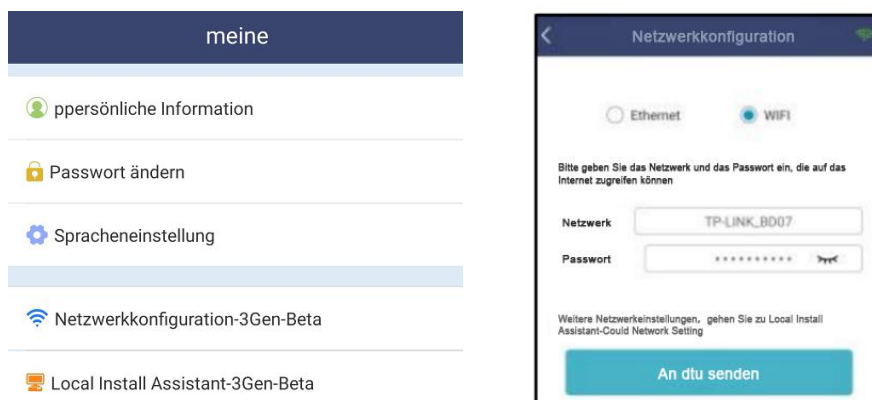 meine
ppersönliche Information
Passwort ändern
Spracheneinstellung
Netzwerkkonfiguration-3Gen-Beta
Local Install Assistant-3Gen-Beta
Netzwerkkonfiguration
Ethernet
WIFI
Bitte geben Sie das Netzwerk und das Passwort ein, die auf das
Internet zugreifen können
Netzwerk
TP-LINK_BD07
Passwort
**********
Weitere Netzwerkeinstellungen, gehen Sie zu Local Install
Assistant-Could Network Setting
An dtu senden